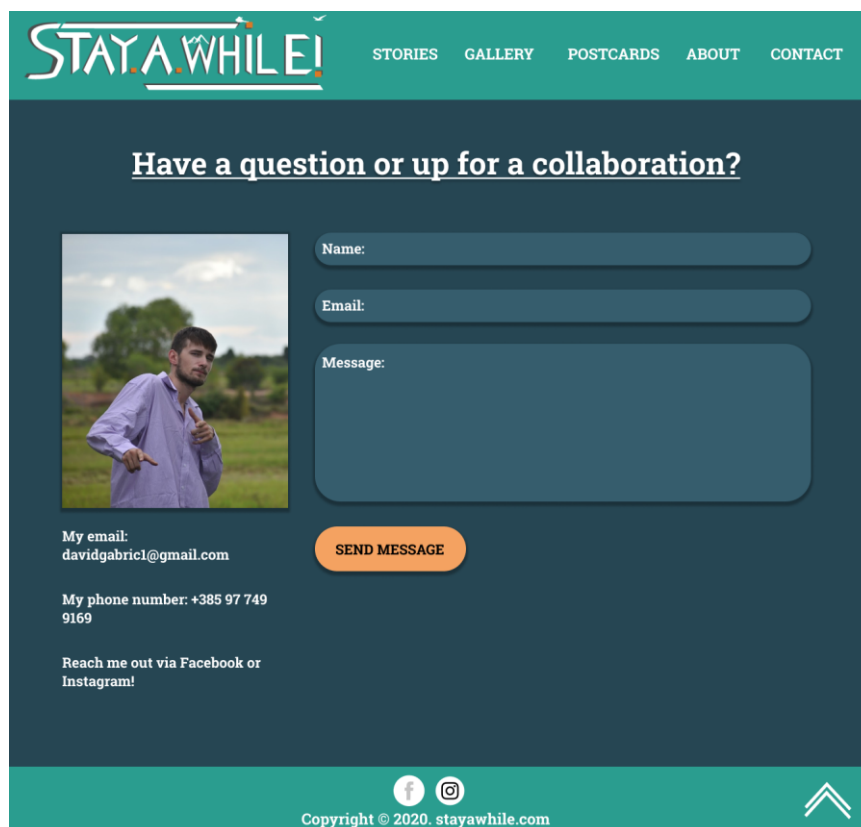 STAY.A.WHILE!
STORIES GALLERY POSTCARDS ABOUT CONTACT
Have a question or up for a collaboration?
Name:
Email:
Message:
SEND MESSAGE
My email:
davidgabric1@gmail.com
My phone number: +385 97 749
9169
Reach me out via Facebook or
Instagram!
f
Copyright © 2020. stayawhile.com